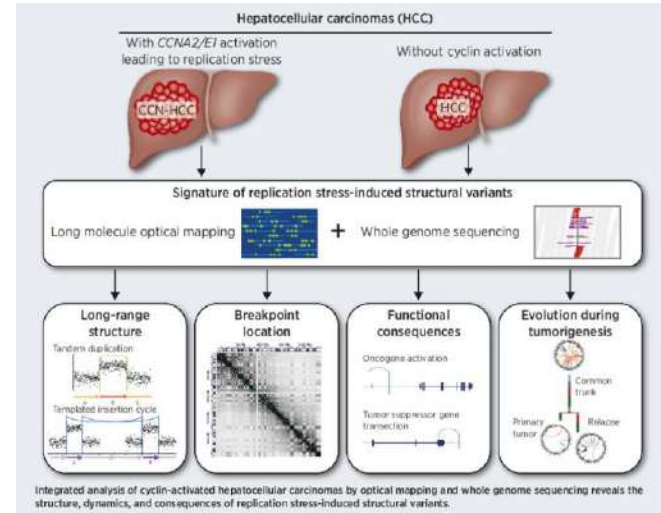 Hepatocellular carcinomas (HCC)
With CCNA2/E1 activation
leading to replication stress
Without cyclin activation
CCN-HCC
HCC
Signature of replication stress-induced structural variants
Long molecule optical mapping
+
Whole genome sequencing
Long-range
structure
Tandem duplication
Templated insertion cycle
Breakpoint
location
Functional
consequences
Oncogene activation
Tumor suppressor gene
transection
Evolution during
tumorigenesis
Common
trunk
Primary
tumor
Relapse
Integrated analysis of cyclin-activated hepatocellular carcinomas by optical mapping and whole genome sequencing reveals the
structure, dynamics, and consequences of replication stress-induced structural variants.